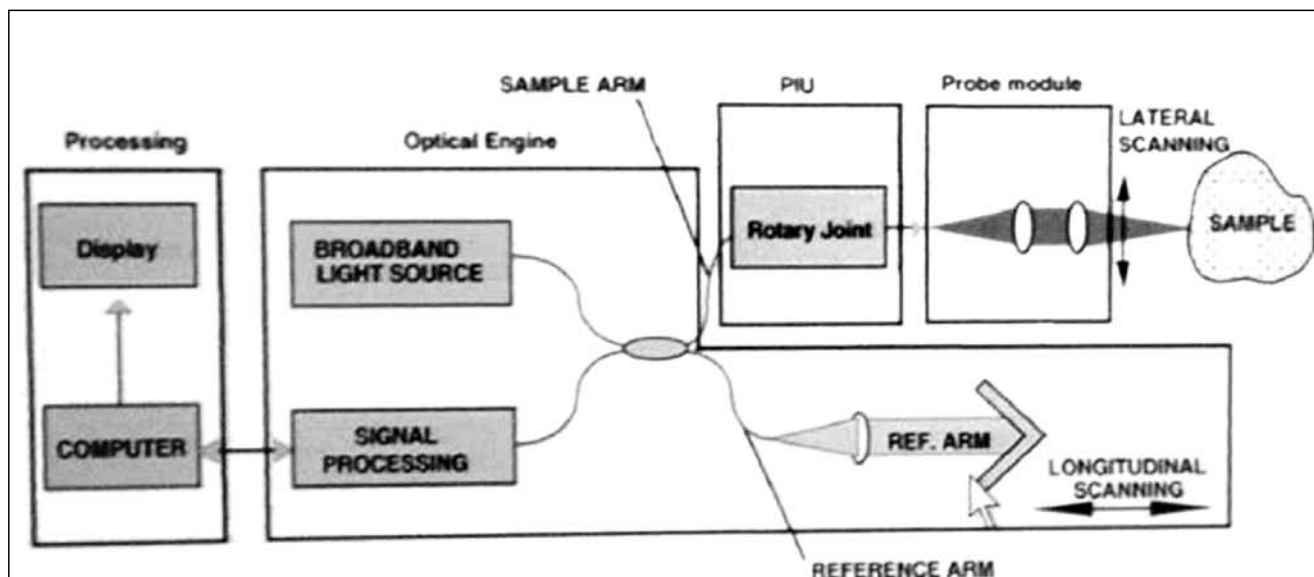 SAMPLE ARM
PIU
Probe module
Processing
Optical Engine
LATERAL
SCANNING
Display
BROADBAND
LIGHT SOURCE
Rotary Joint
SAMPLE
COMPUTER
SIGNAL
PROCESSING
REF. ARM
LONGITUDINAL
SCANNING
REFERENCE ARM